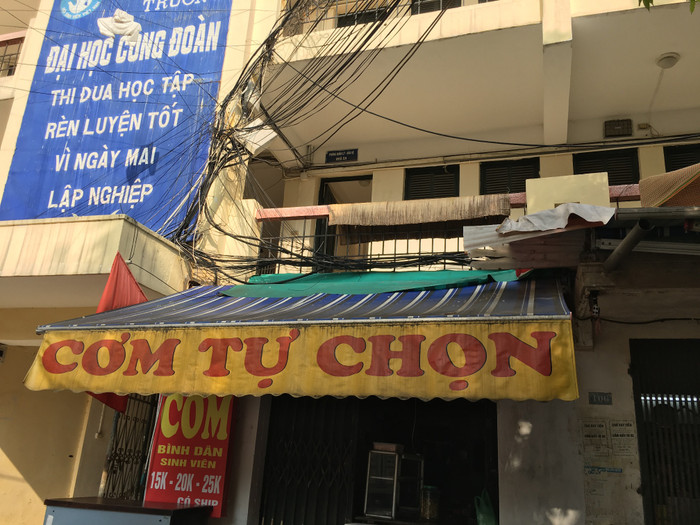 TRƯỜNG
ĐẠI HỌC CÔNG ĐOÀN
THI ĐUA HỌC TẬP
RÈN LUYỆN TỐT
VÌ NGÀY MAI
LẬP NGHIỆP
CƠM TỰ CHỌN
CƠM
BÌNH DÂN
SINH VIÊN
15K - 20K - 25K
CÓ SHIP